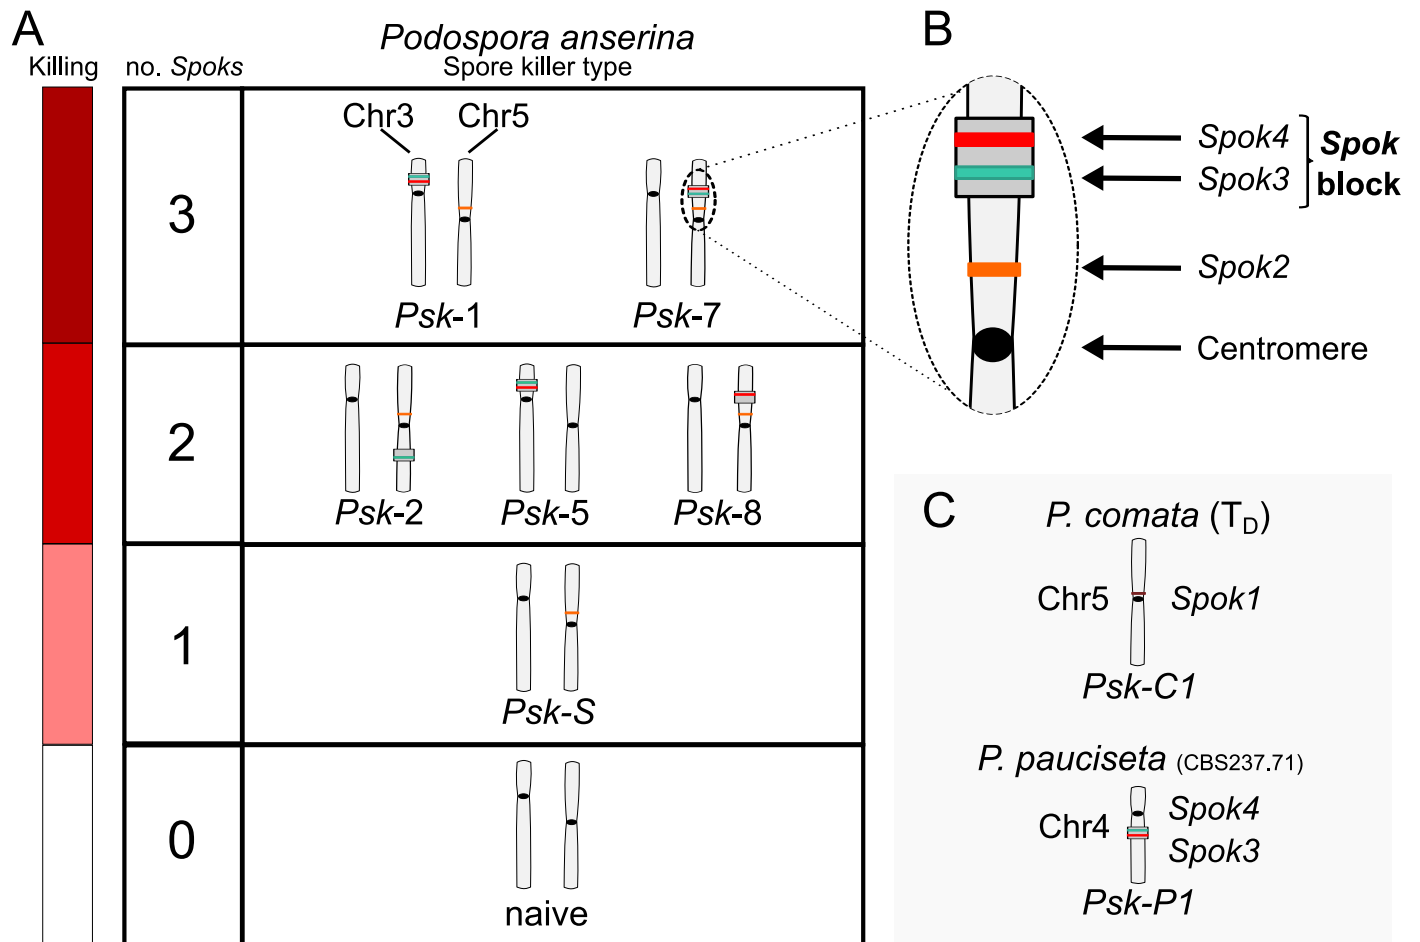 A
Podospora anserina
Killing
no. Spoks
Spore killer type
3
Chr3
Chr5
Psk-1
Psk-7
2
Psk-2
Psk-5
Psk-8
1
Psk-S
0
naive
B
Spok4
Spok3
Spok
block
Spok2
Centromere
C
P. comata (TD)
Chr5
Spok1
Psk-C1
P. pauciseta (CBS237.71)
Chr4
Spok4
Spok3
Psk-P1